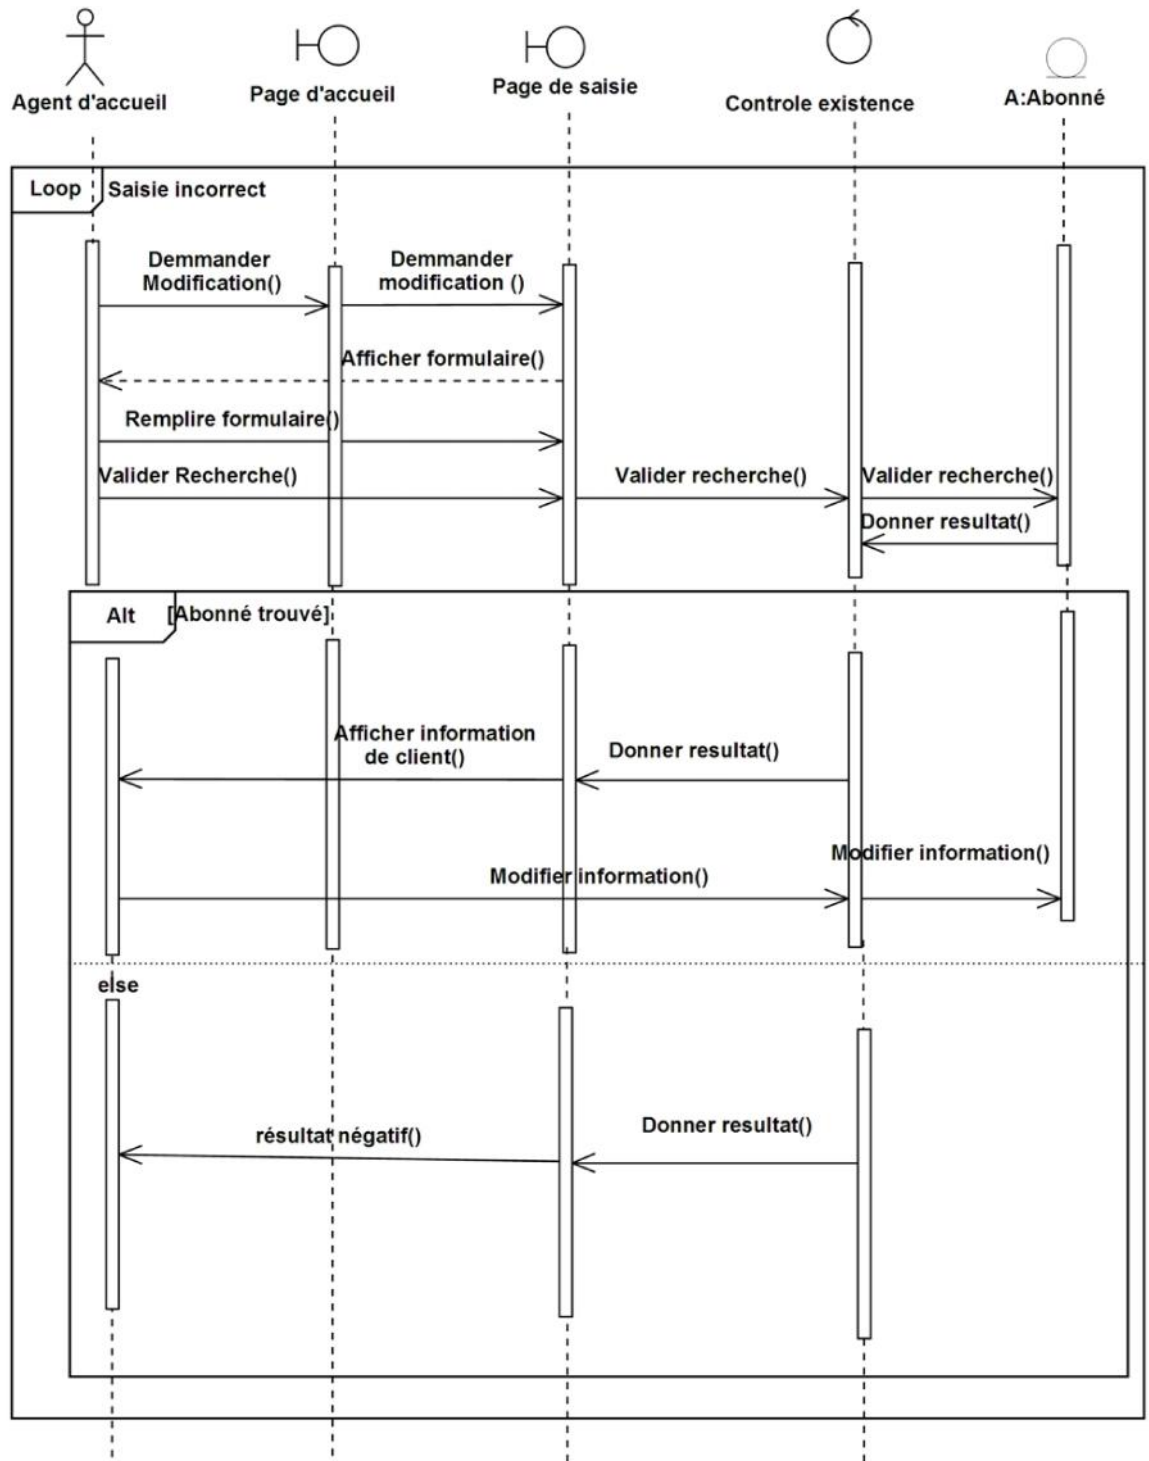 Agent d'accueil
Page d'accueil
Page de saisie
Controle existence
A:Abonné
Loop
Saisie incorrect
Demmander
Modification()
Demmander
modification ()
Afficher formulaire()
Remplire formulaire()
Valider Recherche()
Valider recherche()
Valider recherche()
Donner resultat()
Alt
[Abonné trouvé]
Afficher information
de client()
Donner resultat()
Modifier information()
Modifier information()
else
résultat négatif()
Donner resultat()